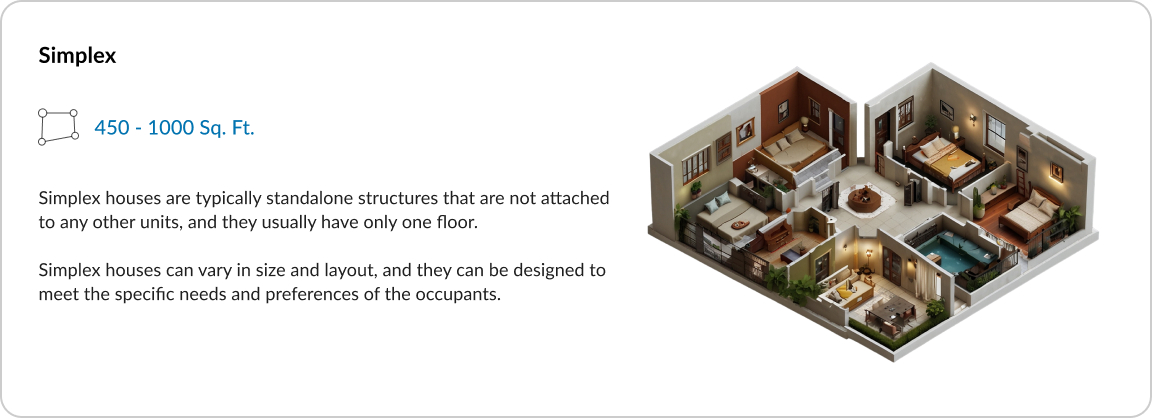 Simplex
450 - 1000 Sq. Ft.
Simplex houses are typically standalone structures that are not attached
to any other units, and they usually have only one floor.
Simplex houses can vary in size and layout, and they can be designed to
meet the specific needs and preferences of the occupants.